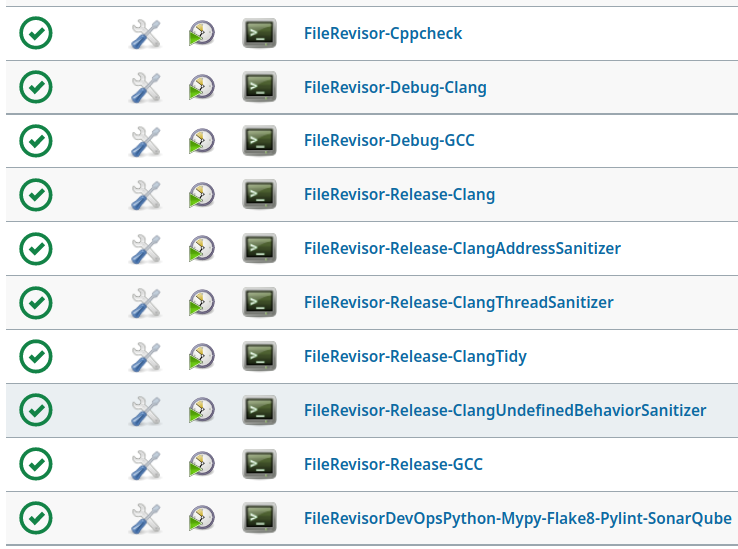 FileRevisor-Cppcheck
FileRevisor-Debug-Clang
FileRevisor-Debug-GCC
FileRevisor-Release-Clang
FileRevisor-Release-ClangAddressSanitizer
FileRevisor-Release-ClangThreadSanitizer
FileRevisor-Release-ClangTidy
FileRevisor-Release-ClangUndefinedBehaviorSanitizer
FileRevisor-Release-GCC
FileRevisorDevOpsPython-Mypy-Flake8-Pylint-SonarQube